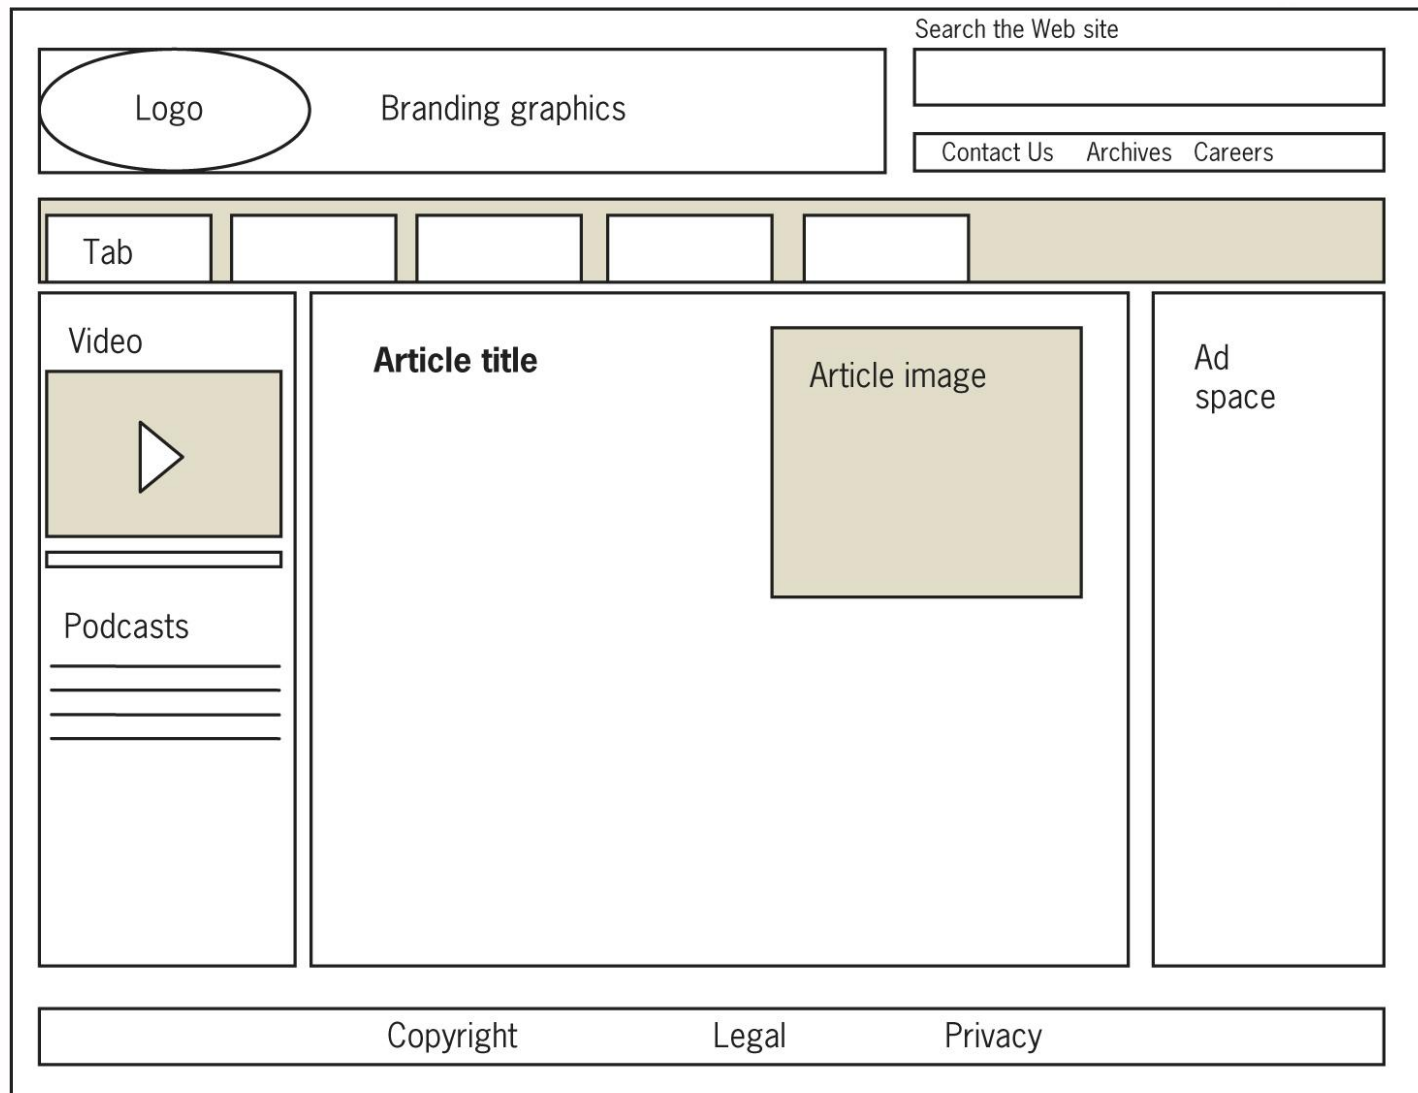 Search the Web site
Logo
Branding graphics
Contact Us Archives Careers
Tab
Video
Article title
Article image
Ad
space
Podcasts
Copyright Legal Privacy